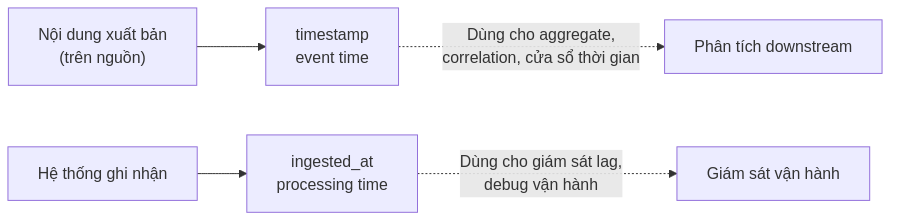 Nội dung xuất bản
(trên nguồn)
timestamp
event time
Dùng cho aggregate,
correlation, cửa sổ thời gian
Phân tích downstream
Hệ thống ghi nhận
ingested_at
processing time
Dùng cho giám sát lag,
debug vận hành
Giám sát vận hành